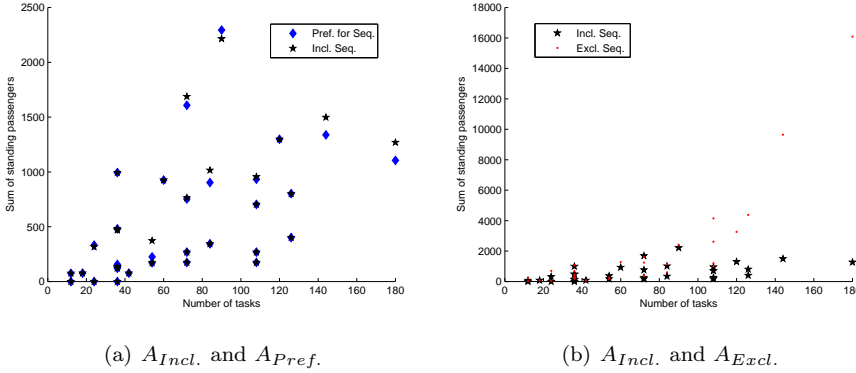 2500
2000
1500
1000
500
0
Sum of standing passengers
0 20 40 60 80 100 120 140 160 180
Number of tasks
Pref. for Seq.
Incl. Seq.
(a) A_{Incl.} and A_{Pref.}
18000
16000
14000
12000
10000
8000
6000
4000
2000
0
Sum of standing passengers
0 20 40 60 80 100 120 140 160 180
Number of tasks
Incl. Seq.
Excl. Seq.
(b) A_{Incl.} and A_{Excl.}